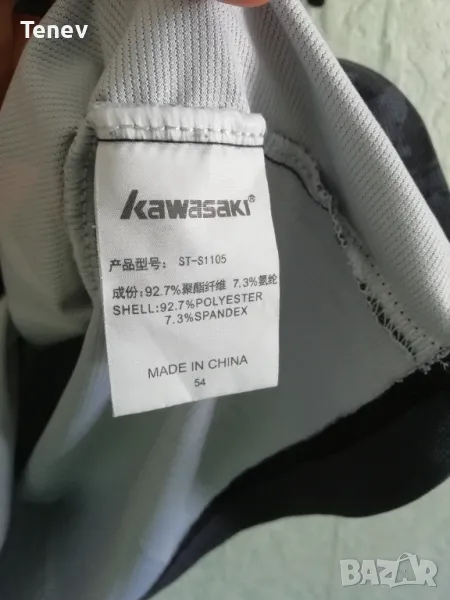 Tenev
Kawasaki®
产品型号: ST-S1105
成份:92.7%聚酯纤维 7.3%氨纶
SHELL:92.7%POLYESTER
7.3%SPANDEX
MADE IN CHINA
54
BAZAR